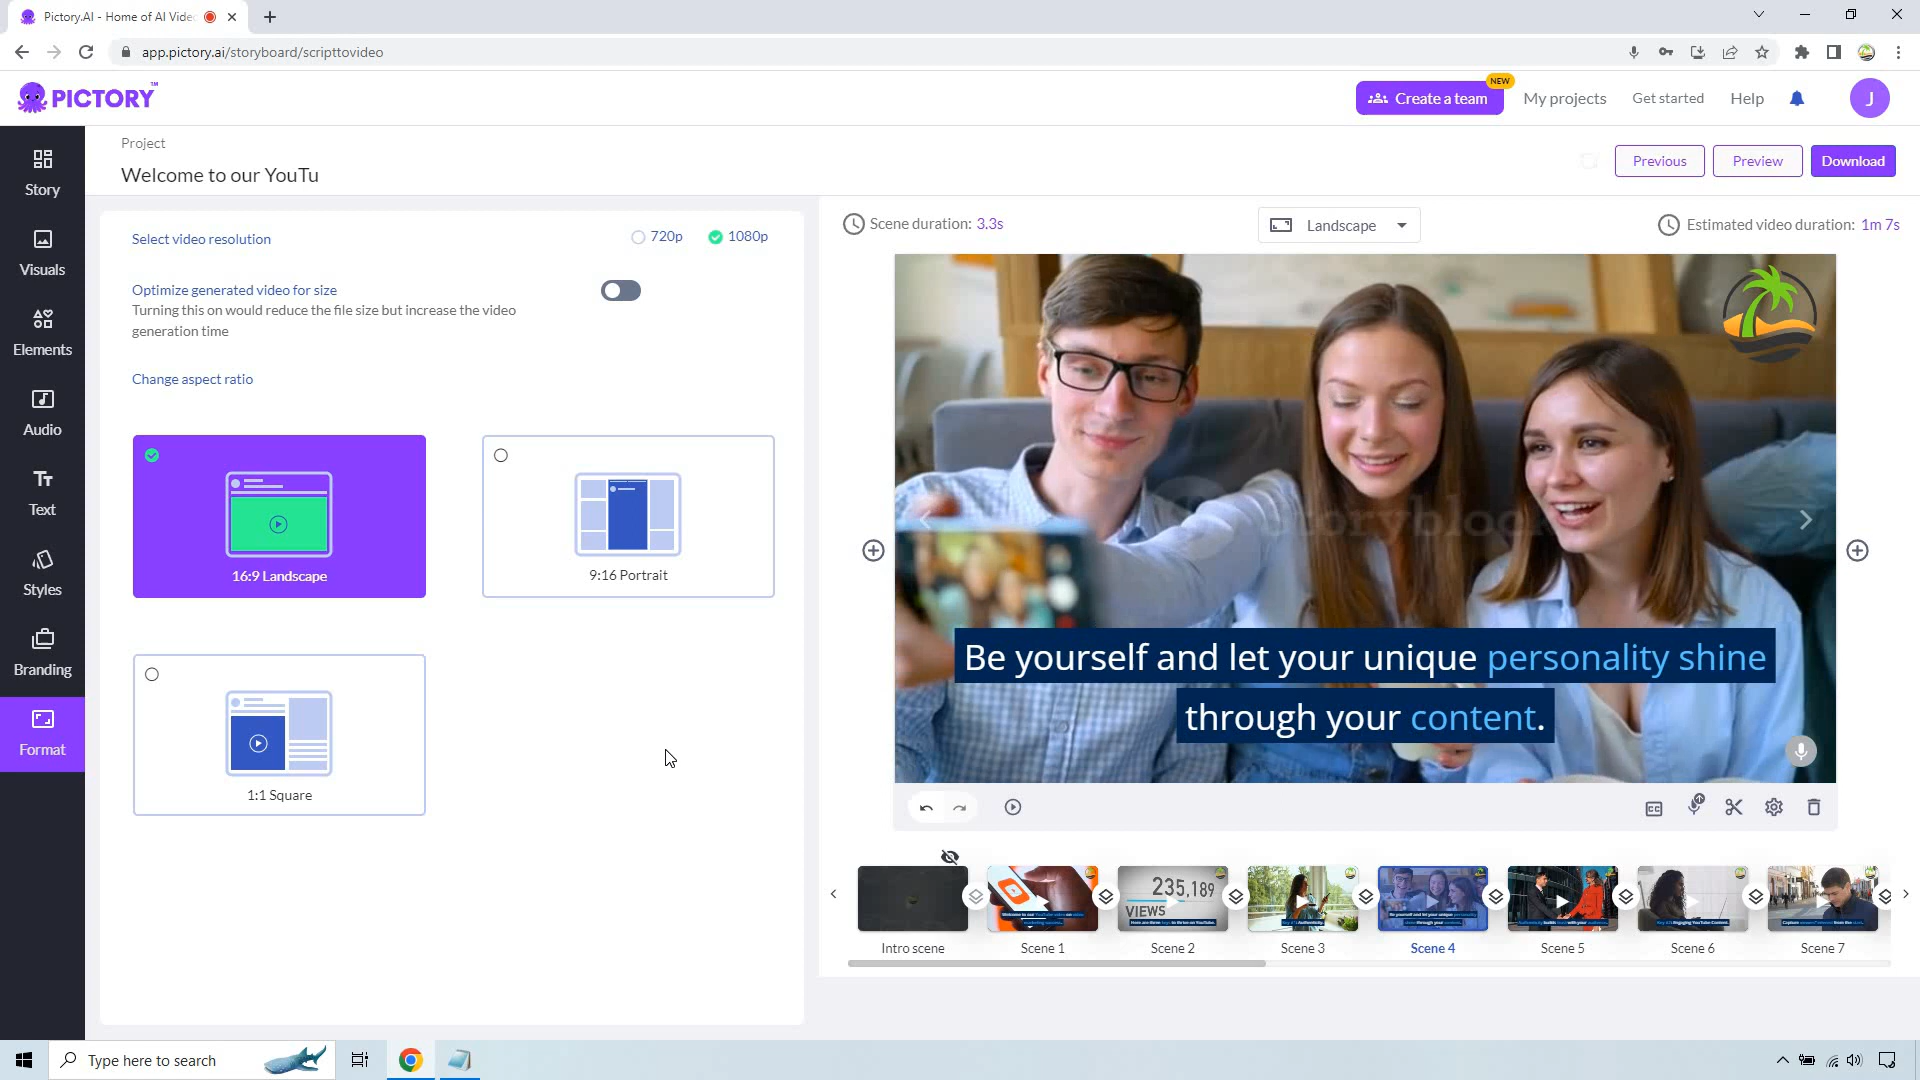 Pictory.AI - Home of AI Vide
app.pictory.ai/storyboard/scripttovideo
PICTORY™
NEW
Create a team
My projects
Get started
Help
J
Project
Welcome to our YouTu
Previous
Preview
Download
Story
Visuals
Elements
Audio
Text
Styles
Branding
Format
Select video resolution
720p
1080p
Optimize generated video for size
Turning this on would reduce the file size but increase the video
generation time
Change aspect ratio
16:9 Landscape
9:16 Portrait
1:1 Square
Scene duration: 3.3s
Landscape
Estimated video duration: 1m 7s
Be yourself and let your unique personality shine
through your content.
CC
235,189
VIEWS
Intro scene
Scene 1
Scene 2
Scene 3
Scene 4
Scene 5
Scene 6
Scene 7
Type here to search